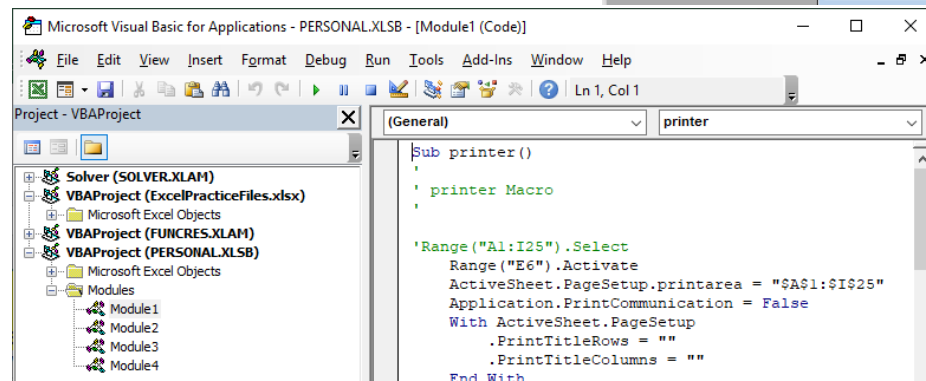 Microsoft Visual Basic for Applications - PERSONAL.XLSB - [Module1 (Code)]
File Edit View Insert Format Debug Run Tools Add-Ins Window Help
Ln 1, Col 1
Project - VBAProject
Solver (SOLVER.XLAM)
VBAProject (ExcelPracticeFiles.xlsx)
Microsoft Excel Objects
VBAProject (FUNCRES.XLAM)
VBAProject (PERSONAL.XLSB)
Microsoft Excel Objects
Modules
Module1
Module2
Module3
Module4
(General) printer
Sub printer()
'
' printer Macro
'
'Range("A1:I25").Select
Range("E6").Activate
ActiveSheet.PageSetup.printarea = "$A$1:$I$25"
Application.PrintCommunication = False
With ActiveSheet.PageSetup
.PrintTitleRows = ""
.PrintTitleColumns = ""
End With